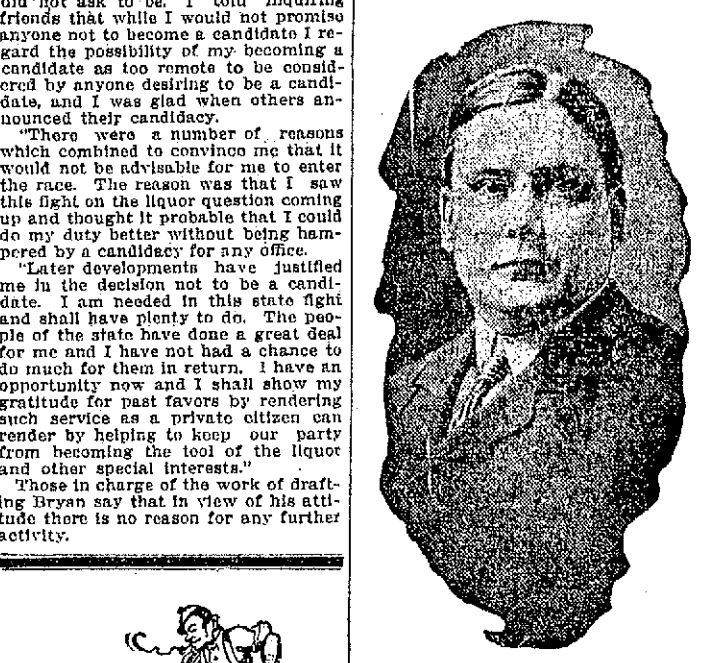 did not ask to be. I told inquiring
friends that while I would not promise
anyone not to become a candidate I re-
gard the possibility of my becoming a
candidate as too remote to be consid-
ered by anyone desiring to be a candi-
date, and I was glad when others an-
nounced their candidacy.
"There were a number of reasons
which combined to convince me that it
would not be advisable for me to enter
the race. The reason was that I saw
this fight on the liquor question coming
up and thought it probable that I could
do my duty better without being ham-
pered by a candidacy for any office.
"Later developments have justified
me in the decision not to be a candi-
date. I am needed in this state fight
and shall have plenty to do. The peo-
ple of the state have done a great deal
for me and I have not had a chance to
do much for them in return. I have an
opportunity now and I shall show my
gratitude for past favors by rendering
such service as a private citizen can
render by helping to keep our party
from becoming the tool of the liquor
and other special interests."
Those in charge of the work of draft-
ing Bryan say that in view of his atti-
tude there is no reason for any further
activity.